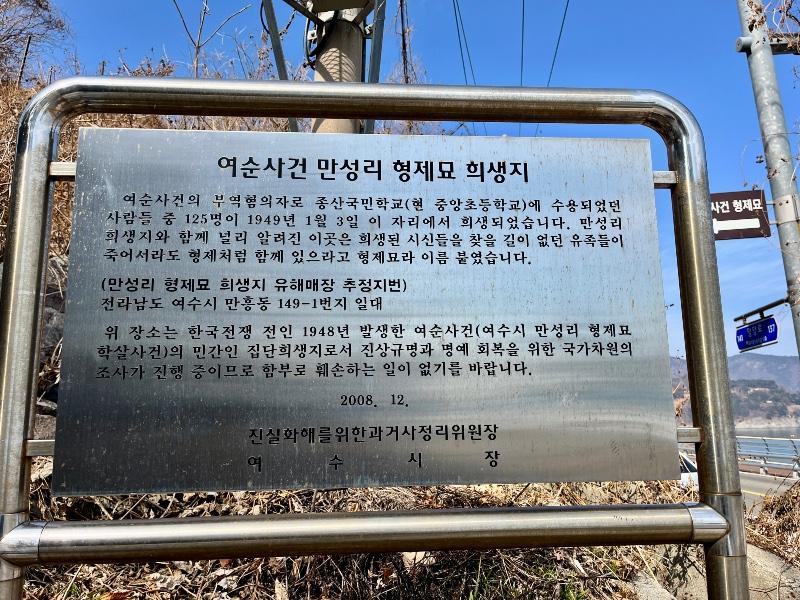 여순사건 만성리 형제묘 희생지
여순사건의 부역혐의자로 종산국민학교(현 중앙초등학교)에 수용되었던
사람들 중 125명이 1949년 1월 3일 이 자리에서 희생되었습니다. 만성리
희생지와 함께 널리 알려진 이곳은 희생된 시신들을 찾을 길이 없던 유족들이
죽어서라도 형제처럼 함께 있으라고 형제묘라 이름 붙였습니다.
(만성리 형제묘 희생지 유해매장 추정지번)
전라남도 여수시 만흥동 149-1번지 일대
위 장소는 한국전쟁 전인 1948년 발생한 여순사건(여수시 만성리 형제묘
학살사건)의 민간인 집단희생지로서 진상규명과 명예 회복을 위한 국가차원의
조사가 진행 중이므로 함부로 훼손하는 일이 없기를 바랍니다.
2008. 12.
진실화해를위한과거사정리위원장
여 수 시 장
사건 형제묘
137